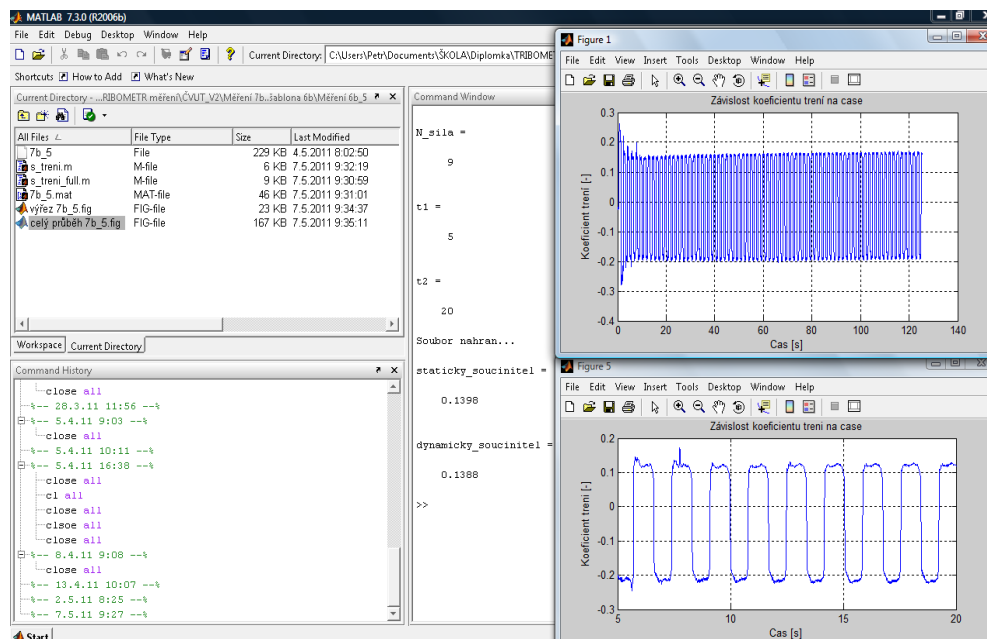 MATLAB 7.3.0 (R2006b)
File Edit Debug Desktop Window Help
Current Directory: C:\Users\Petr\Documents\ŠKOLA\Diplomka\TRIBOME
Shortcuts How to Add What's New
Current Directory - ...RIBOMETR měření\ČVUT_V2\Měření 7b..žablona 6b\Měření 6b_5
All Files File Type Size Last Modified
7b_5 File 229 KB 4.5.2011 8:02:50
s_treni.m M-file 6 KB 7.5.2011 9:32:19
s_treni_full.m M-file 9 KB 7.5.2011 9:30:59
7b_5.mat MAT-file 46 KB 7.5.2011 9:31:01
výřez 7b_5.fig FIG-file 23 KB 7.5.2011 9:34:37
celý průběh 7b_5.fig FIG-file 167 KB 7.5.2011 9:35:11
Workspace Current Directory
Command History
close all
%-- 28.3.11 11:56 --%
%-- 5.4.11 9:03 --%
close all
%-- 5.4.11 10:11 --%
%-- 5.4.11 16:38 --%
close all
cl all
close all
clsoe all
close all
%-- 8.4.11 9:08 --%
close all
%-- 13.4.11 10:07 --%
%-- 2.5.11 8:25 --%
%-- 7.5.11 9:27 --%
Start
Command Window
N_sila =
9
t1 =
5
t2 =
20
Soubor nahran...
staticky_soucinitel =
0.1398
dynamicky_soucinitel =
0.1388
>>
Figure 1
File Edit View Insert Tools Desktop Window Help
Závislost koeficientu trení na case
Koeficient trení [-]
0.3
0.2
0.1
0
-0.1
-0.2
-0.3
-0.4
0 20 40 60 80 100 120 140
Cas [s]
Figure 5
File Edit View Insert Tools Desktop Window Help
Závislost koeficientu treni na case
Koeficient treni [-]
0.2
0.1
0
-0.1
-0.2
-0.3
5 10 15 20
Cas [s]